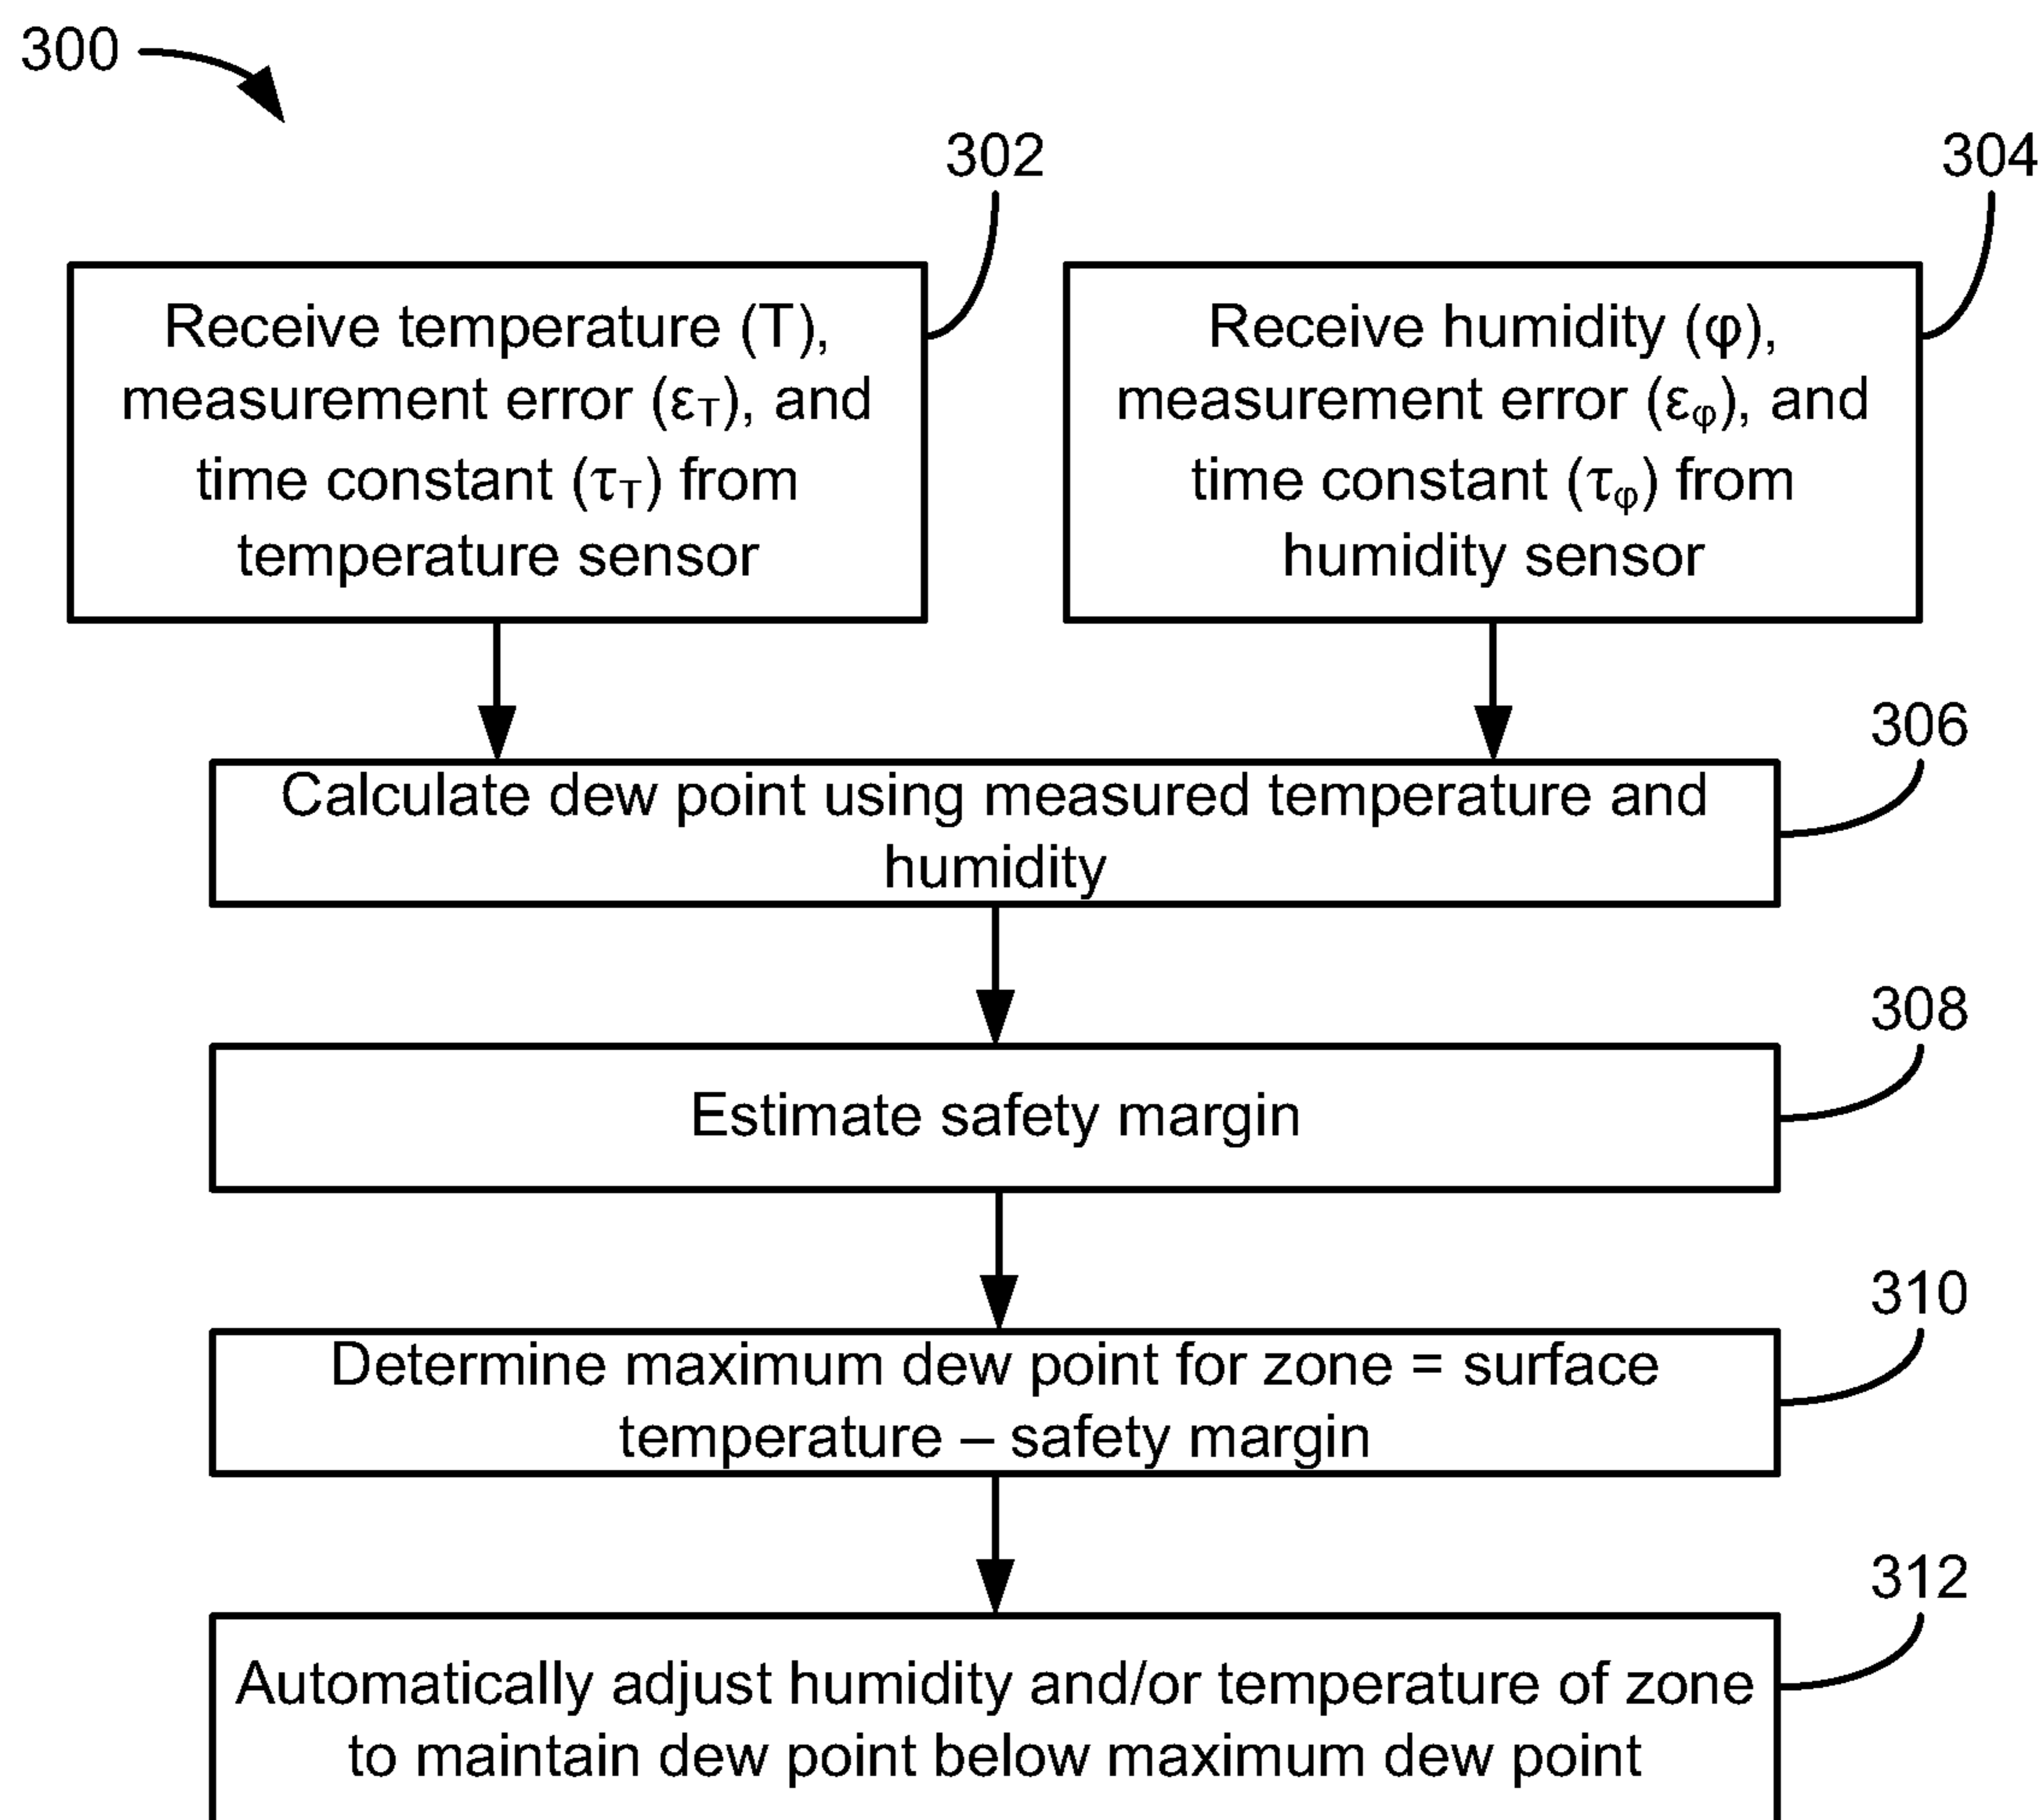 300
302
304
Receive temperature (T),
measurement error (εT), and
time constant (τT) from
temperature sensor
Receive humidity (φ),
measurement error (εφ), and
time constant (τφ) from
humidity sensor
306
Calculate dew point using measured temperature and
humidity
308
Estimate safety margin
310
Determine maximum dew point for zone = surface
temperature – safety margin
312
Automatically adjust humidity and/or temperature of zone
to maintain dew point below maximum dew point